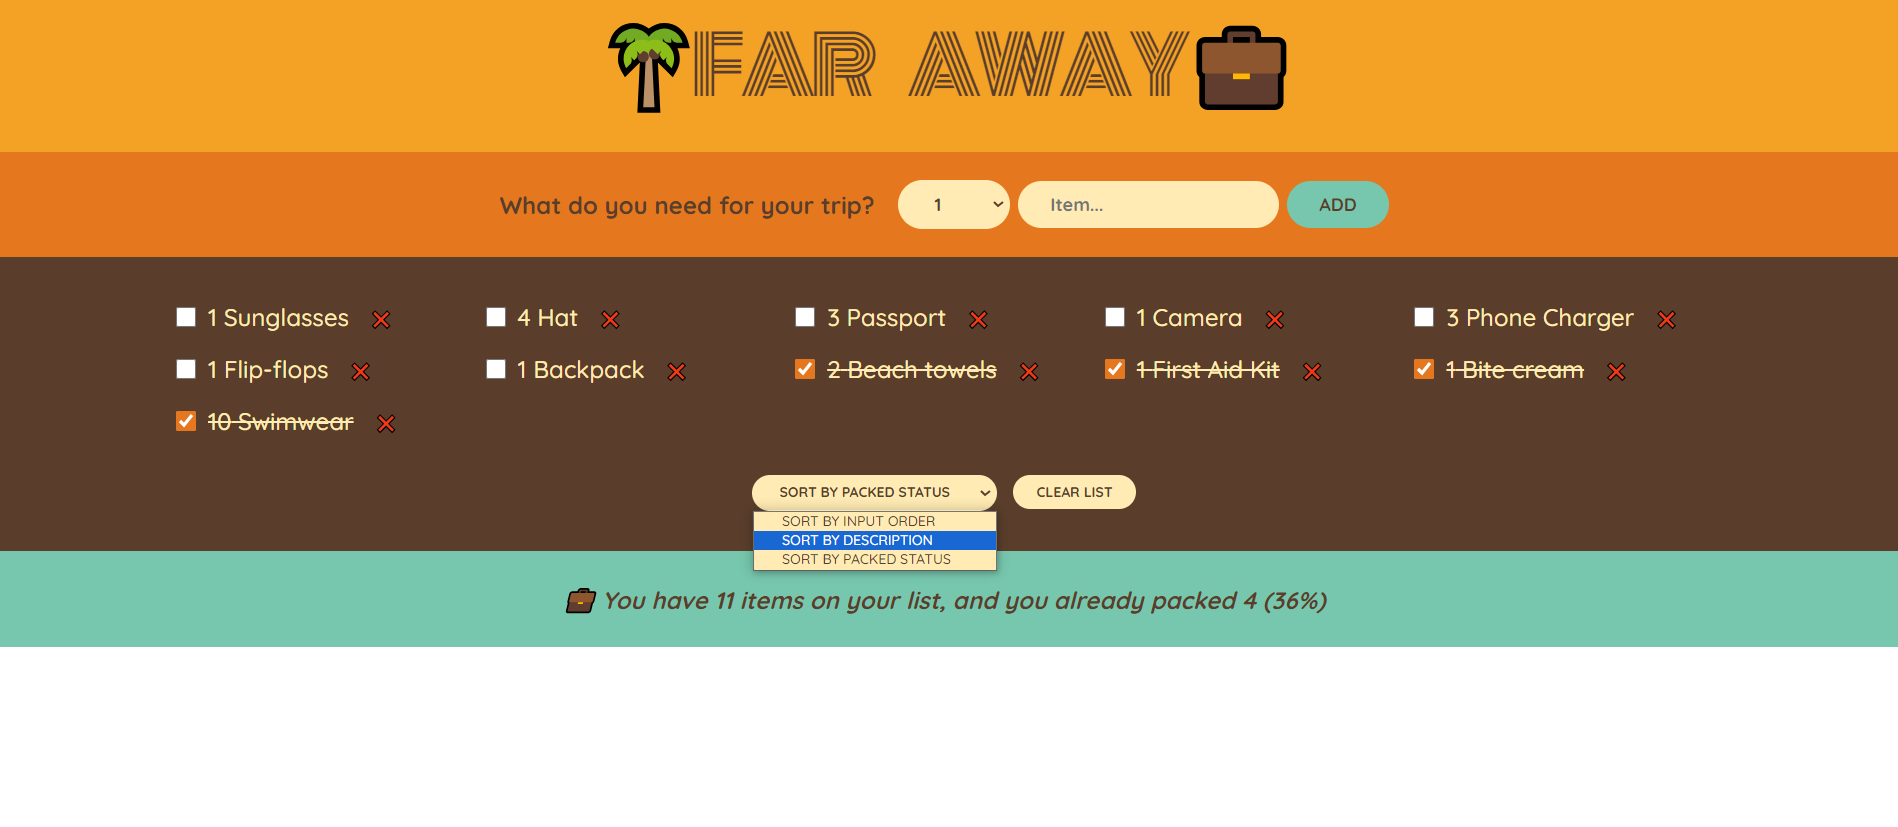 FAR AWAY
What do you need for your trip? 1 Item... ADD
1 Sunglasses 4 Hat 3 Passport 1 Camera 3 Phone Charger
1 Flip-flops 1 Backpack 2 Beach towels 1 First Aid Kit 1 Bite cream
10 Swimwear
SORT BY PACKED STATUS CLEAR LIST
SORT BY INPUT ORDER
SORT BY DESCRIPTION
SORT BY PACKED STATUS
You have 11 items on your list, and you already packed 4 (36%)